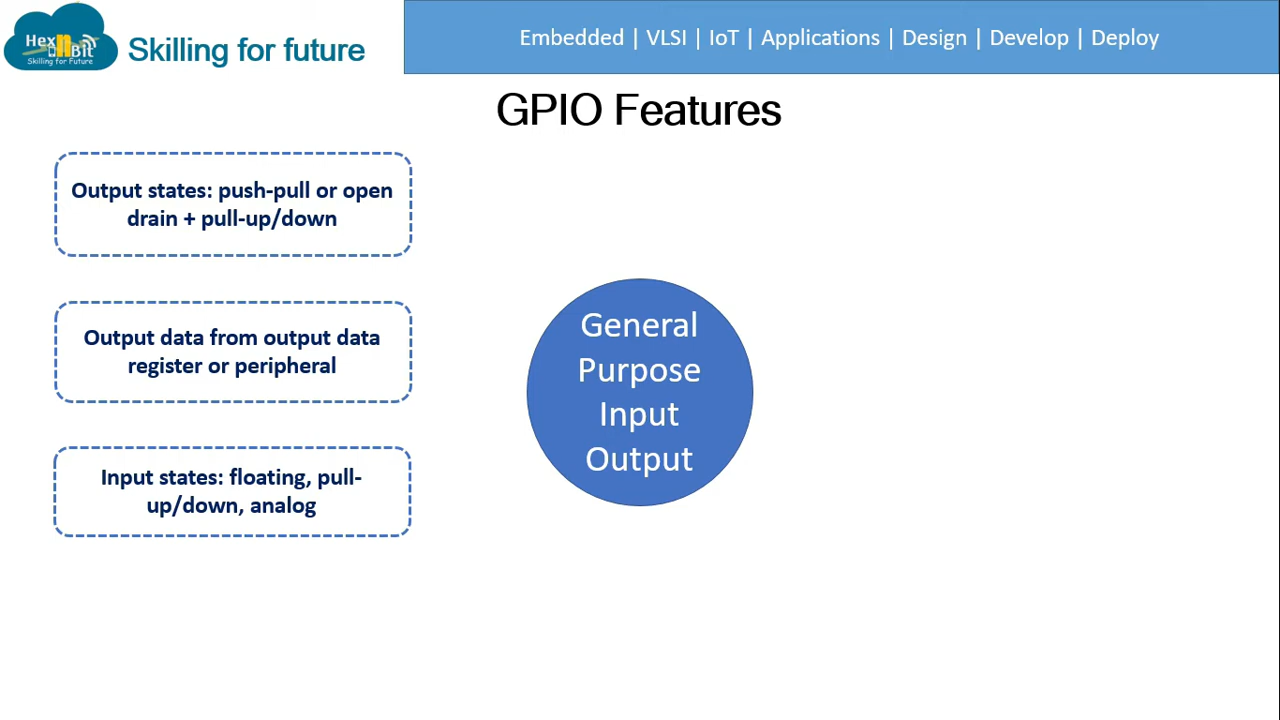 HexnBit
Skilling for Future
Skilling for future
Embedded | VLSI | IoT | Applications | Design | Develop | Deploy
GPIO Features
Output states: push-pull or open
drain + pull-up/down
Output data from output data
register or peripheral
Input states: floating, pull-
up/down, analog
General
Purpose
Input
Output